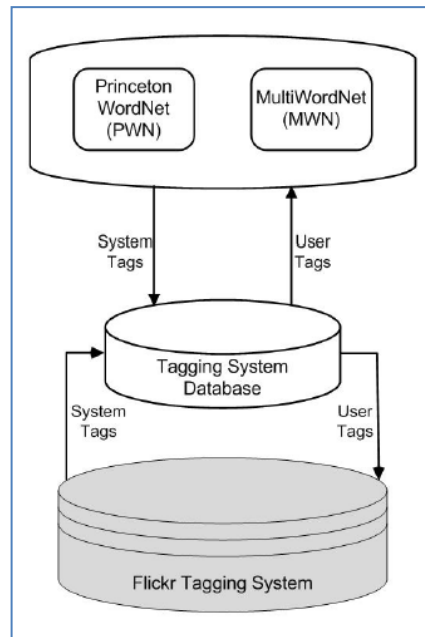 Princeton
WordNet
(PWN)
MultiWordNet
(MWN)
System
Tags
User
Tags
Tagging System
Database
System
Tags
User
Tags
Flickr Tagging System